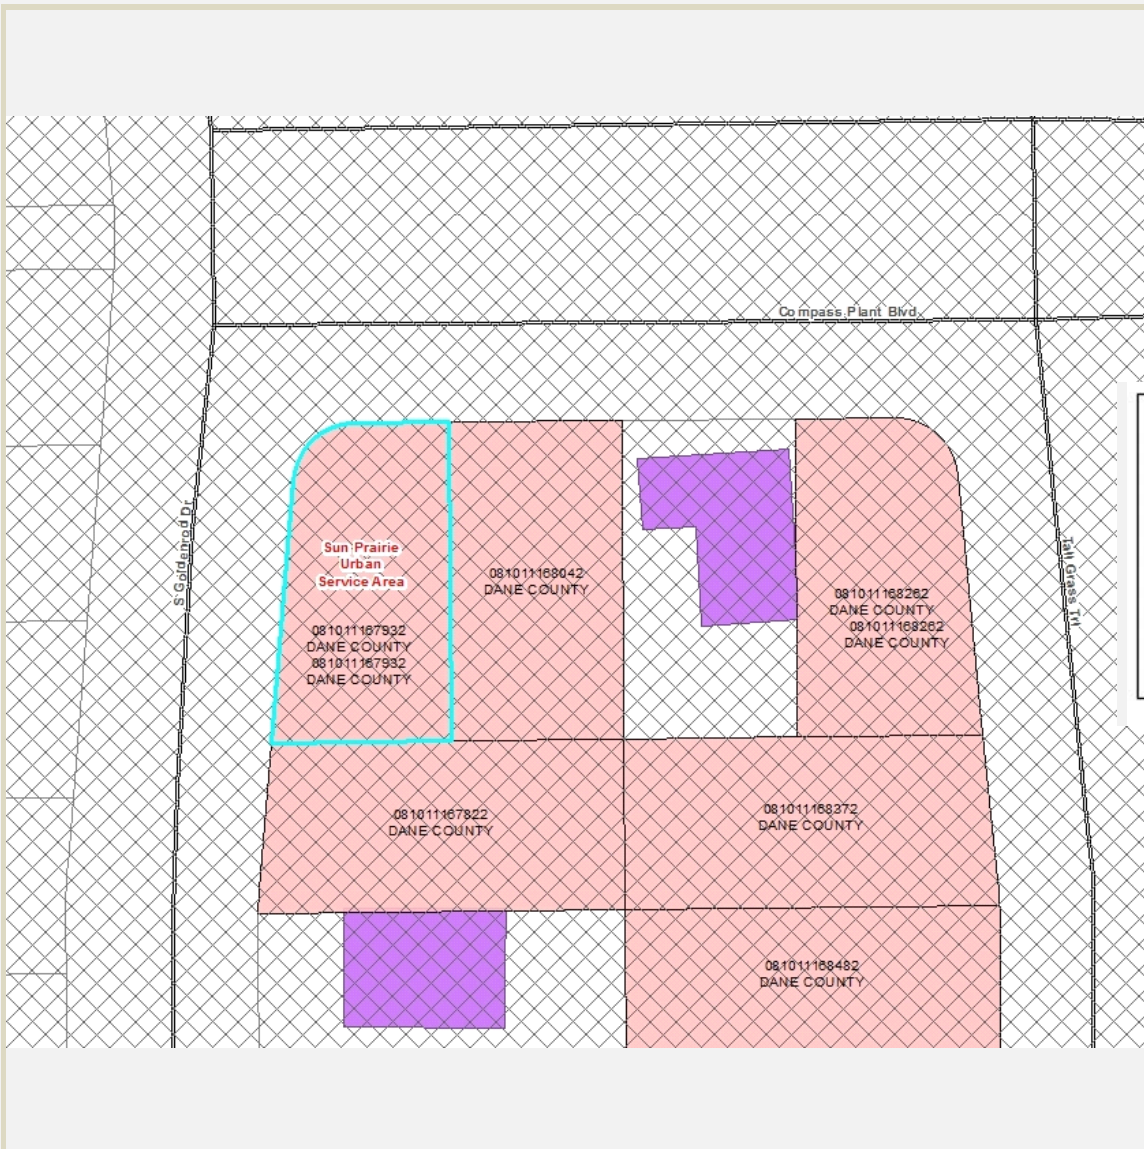 Compass Plant Blvd
S Goldenrod Dr
Tall Grass Trl
Sun Prairie
Urban
Service Area
081011167932
DANE COUNTY
081011167932
DANE COUNTY
081011168042
DANE COUNTY
081011168262
DANE COUNTY
081011168262
DANE COUNTY
081011167822
DANE COUNTY
081011168372
DANE COUNTY
081011168482
DANE COUNTY